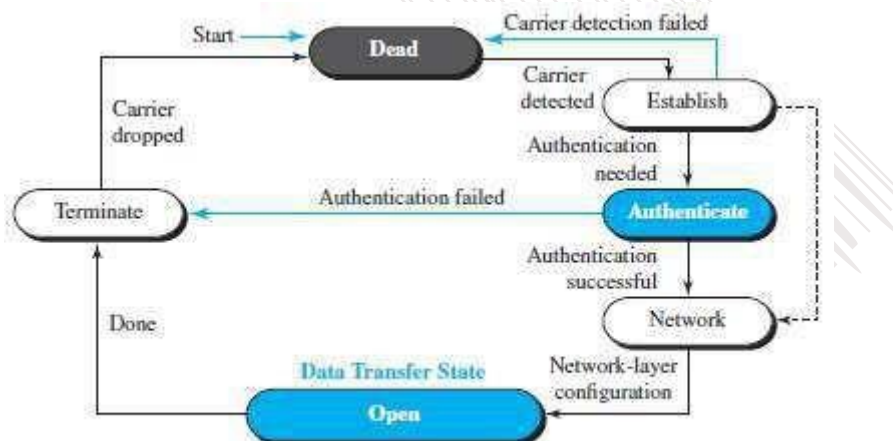 Carrier detection failed
Start
Dead
Carrier
detected
Establish
Carrier
dropped
Authentication
needed
Terminate
Authentication failed
Authenticate
Authentication
successful
Network
Done
Data Transfer State
Network-layer
configuration
Open